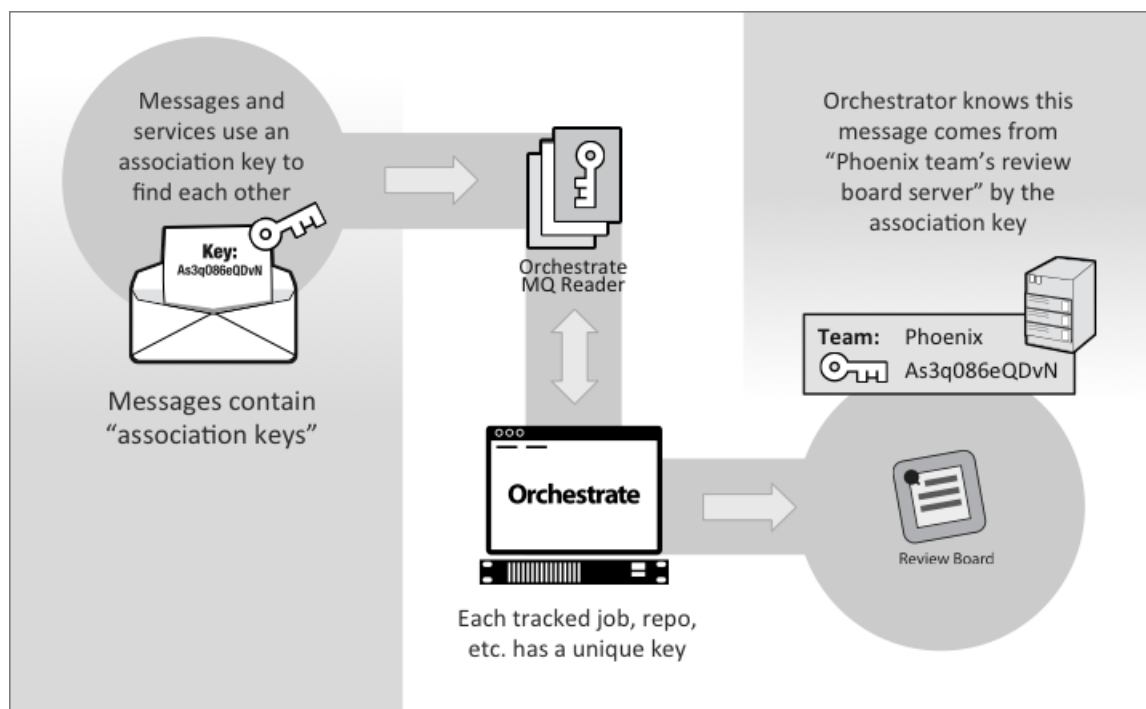 Messages and
services use an
association key to
find each other
Key:
As3q086eQDvN
Messages contain
“association keys”
Orchestrate
MQ Reader
Orchestrate
Each tracked job, repo,
etc. has a unique key
Orchestrator knows this
message comes from
“Phoenix team’s review
board server” by the
association key
Team: Phoenix
As3q086eQDvN
Review Board